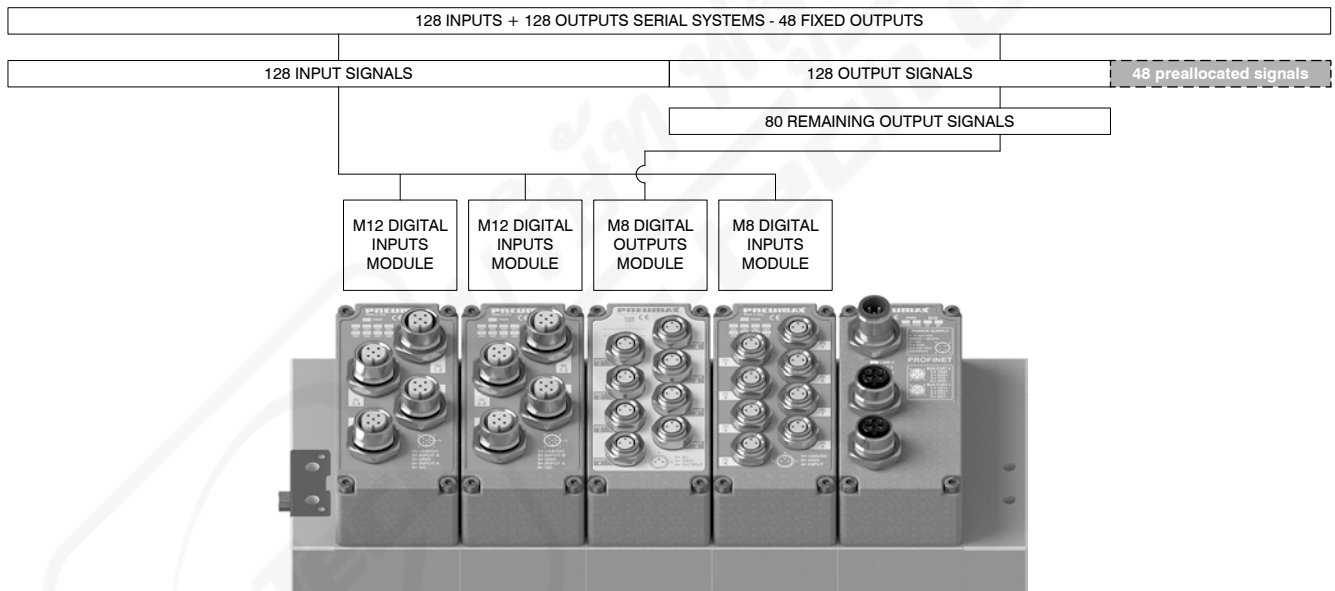 128 INPUTS + 128 OUTPUTS SERIAL SYSTEMS - 48 FIXED OUTPUTS
128 INPUT SIGNALS
128 OUTPUT SIGNALS
48 preallocated signals
80 REMAINING OUTPUT SIGNALS
M12 DIGITAL
INPUTS
MODULE
M12 DIGITAL
INPUTS
MODULE
M8 DIGITAL
OUTPUTS
MODULE
M8 DIGITAL
INPUTS
MODULE
PNEUMAX
PNEUMAX
PROFINET
POWER SUPPLY